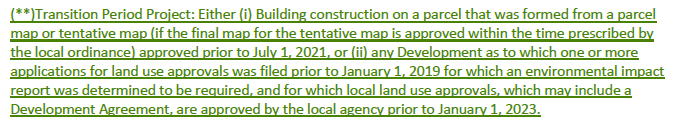 (**)Transition Period Project: Either (i) Building construction on a parcel that was formed from a parcel
map or tentative map (if the final map for the tentative map is approved within the time prescribed by
the local ordinance) approved prior to July 1, 2021, or (ii) any Development as to which one or more
applications for land use approvals was filed prior to January 1, 2019 for which an environmental impact
report was determined to be required, and for which local land use approvals, which may include a
Development Agreement, are approved by the local agency prior to January 1, 2023.